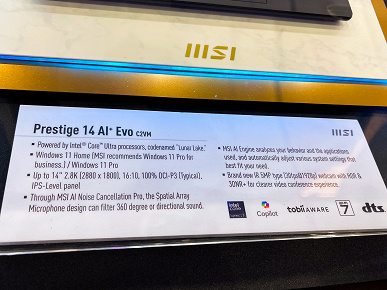 msi
Prestige 14 AI+ Evo C2VM
msi
• Powered by Intel® Core™ Ultra processors, codenamed "Lunar Lake."
• Windows 11 Home (MSI recommends Windows 11 Pro for
business.) / Windows 11 Pro
• Up to 14" 2.8K (2880 x 1800), 16:10, 100% DCI-P3 (Typical),
IPS-Level panel
• Through MSI AI Noise Cancellation Pro, the Spatial Array
Microphone design can filter 360 degree or directional sound.
• MSI AI Engine analyzes your behavior and the applications
used, and automatically adjust various system settings that
best fit your need.
• Brand new IR 5MP type (30fps@1920p) webcam with HDR &
3DNR+ for clearer video conference experience.
Copilot
tobii AWARE
7
dts